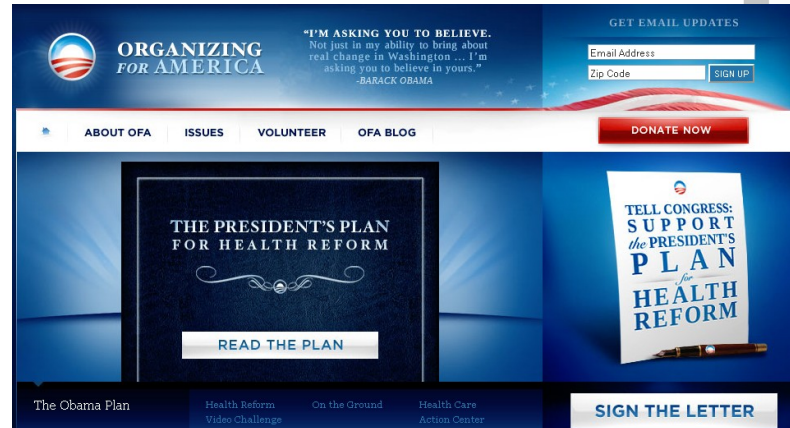 ORGANIZING
FOR AMERICA
"I'M ASKING YOU TO BELIEVE.
Not just in my ability to bring about
real change in Washington ... I'm
asking you to believe in yours."
-BARACK OBAMA
GET EMAIL UPDATES
Email Address
Zip Code
SIGN UP
ABOUT OFA
ISSUES
VOLUNTEER
OFA BLOG
DONATE NOW
THE PRESIDENT'S PLAN
FOR HEALTH REFORM
READ THE PLAN
TELL CONGRESS:
SUPPORT
the PRESIDENT'S
PLAN
for
HEALTH
REFORM
The Obama Plan
Health Reform
Video Challenge
On the Ground
Health Care
Action Center
SIGN THE LETTER